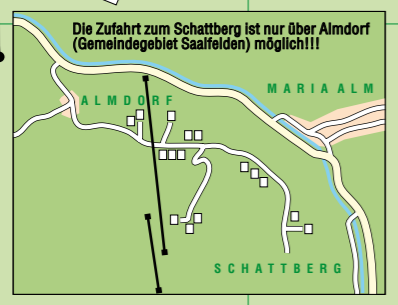 Die Zufahrt zum Schattberg ist nur über Almdorf
(Gemeindegebiet Saalfelden) möglich!!!
MARIA ALM
ALMDORF
SCHATTBERG